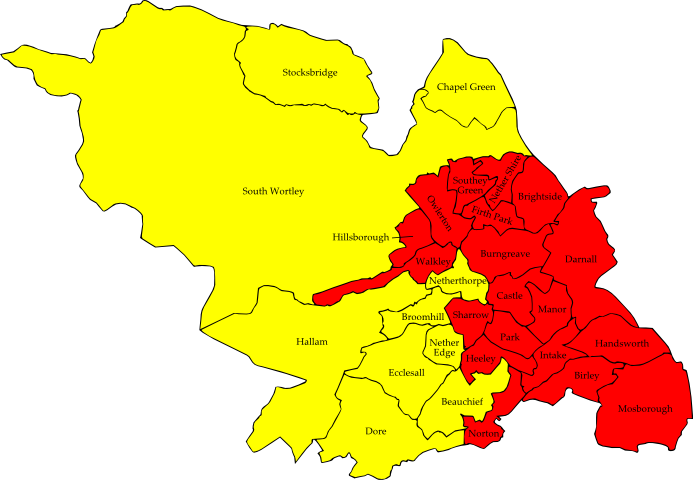 Stocksbridge
Chapel Green
South Wortley
Southey
Green
Nether Shire
Brightside
Owlerton
Firth Park
Hillsborough
Walkley
Burngreave
Darnall
Netherthorpe
Castle
Manor
Broomhill
Sharrow
Hallam
Park
Nether
Edge
Handsworth
Heeley
Intake
Ecclesall
Birley
Beauchief
Mosborough
Dore
Norton